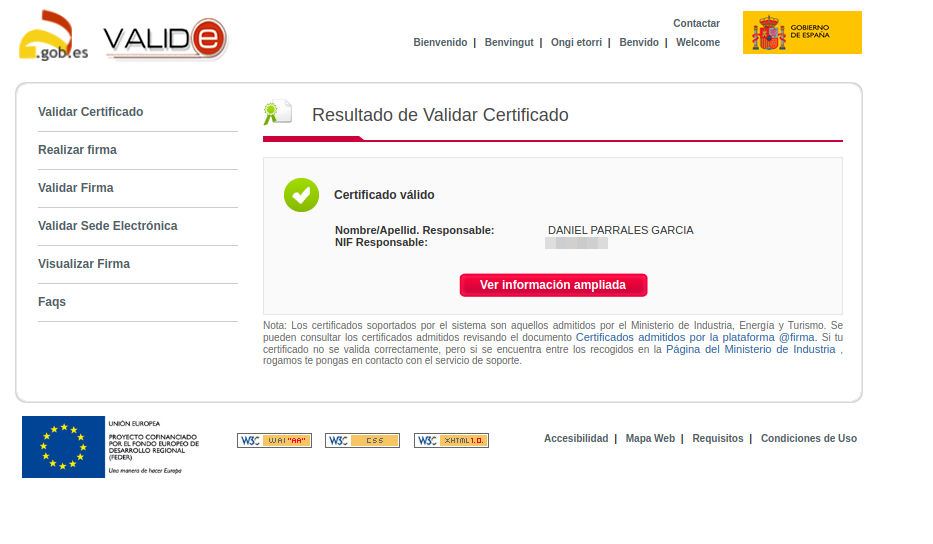 .gob.es
VALIDe
Contactar
Bienvenido | Benvingut | Ongi etorri | Benvido | Welcome
GOBIERNO
DE ESPAÑA
Validar Certificado
Realizar firma
Validar Firma
Validar Sede Electrónica
Visualizar Firma
Faqs
Resultado de Validar Certificado
Certificado válido
Nombre/Apellid. Responsable: DANIEL PARRALES GARCIA
NIF Responsable:
Ver información ampliada
Nota: Los certificados soportados por el sistema son aquellos admitidos por el Ministerio de Industria, Energía y Turismo. Se
pueden consultar los certificados admitidos revisando el documento Certificados admitidos por la plataforma @firma. Si tu
certificado no se valida correctamente, pero si se encuentra entre los recogidos en la Página del Ministerio de Industria ,
rogamos te pongas en contacto con el servicio de soporte.
UNIÓN EUROPEA
PROYECTO COFINANCIADO
POR EL FONDO EUROPEO DE
DESARROLLO REGIONAL
(FEDER)
Una manera de hacer Europa
W3C WAI "AA"
W3C CSS
W3C XHTML 1.0
Accesibilidad | Mapa Web | Requisitos | Condiciones de Uso